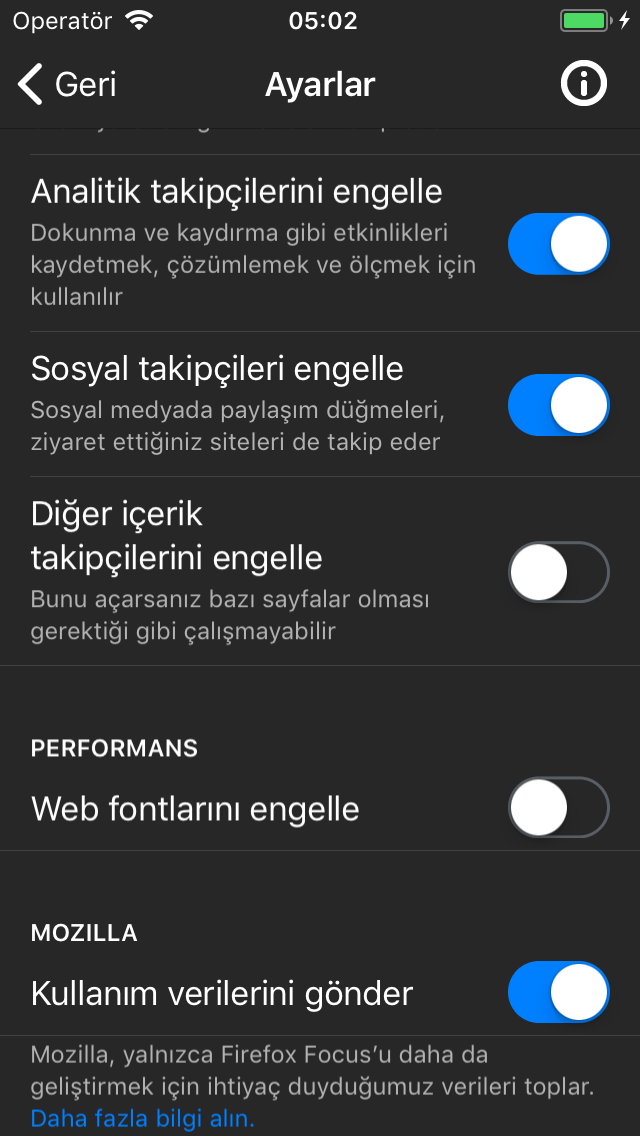 Operatör 05:02
Geri Ayarlar
Analitik takipçilerini engelle
Dokunma ve kaydırma gibi etkinlikleri
kaydetmek, çözümlemek ve ölçmek için
kullanılır
Sosyal takipçileri engelle
Sosyal medyada paylaşım düğmeleri,
ziyaret ettiğiniz siteleri de takip eder
Diğer içerik
takipçilerini engelle
Bunu açarsanız bazı sayfalar olması
gerektiği gibi çalışmayabilir
PERFORMANS
Web fontlarını engelle
MOZILLA
Kullanım verilerini gönder
Mozilla, yalnızca Firefox Focus'u daha da
geliştirmek için ihtiyaç duyduğumuz verileri toplar.
Daha fazla bilgi alın.